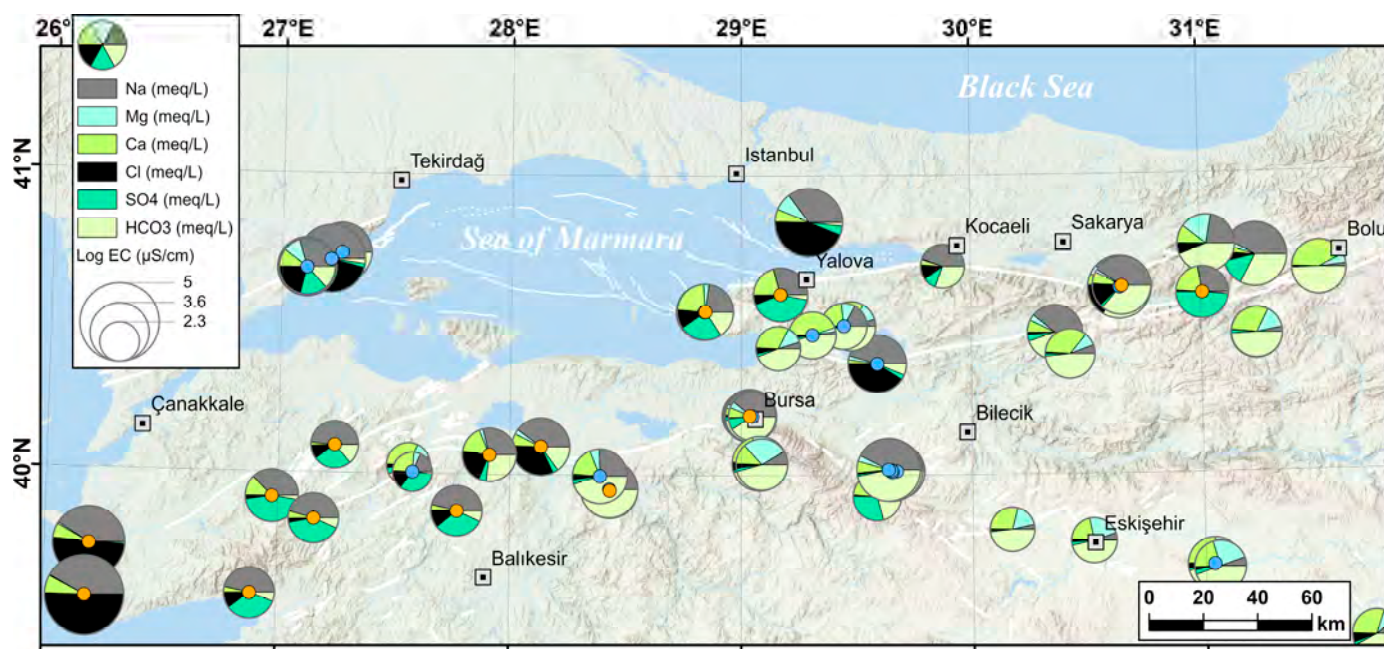 26°E 27°E 28°E 29°E 30°E 31°E
Na (meq/L)
Mg (meq/L)
Ca (meq/L)
Cl (meq/L)
SO4 (meq/L)
HCO3 (meq/L)
Log EC (µS/cm)
5
3.6
2.3
Black Sea
41°N
Tekirdağ
Istanbul
Sea of Marmara
Kocaeli
Sakarya
Bolu
Yalova
Çanakkale
Bursa
Bilecik
40°N
Balıkesir
Eskişehir
0 20 40 60
km